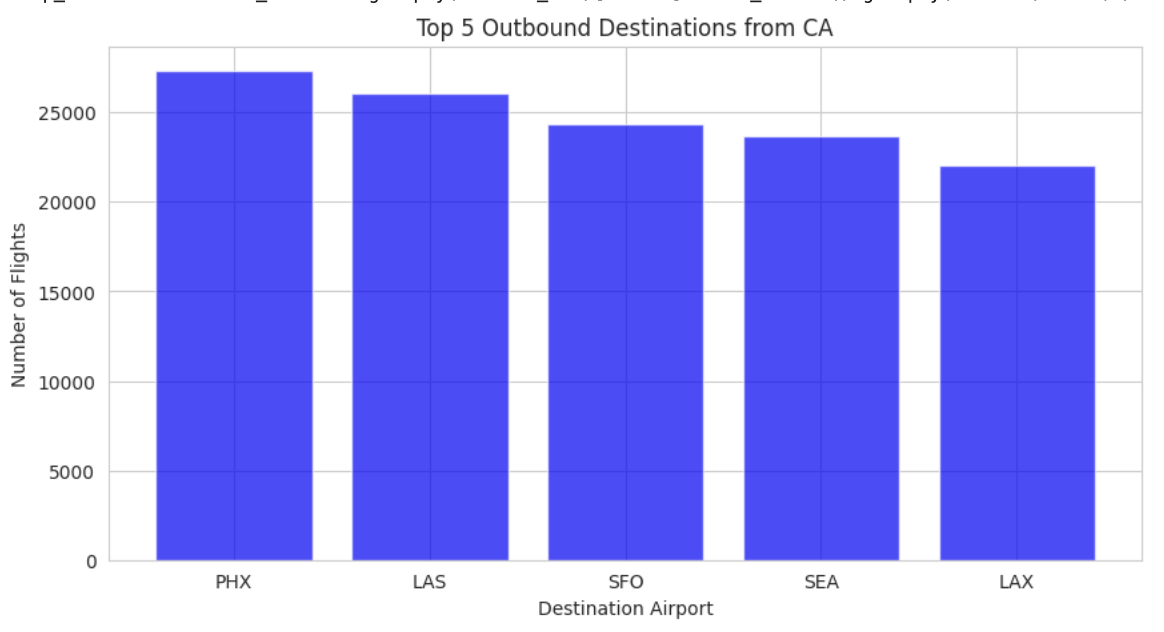 Top 5 Outbound Destinations from CA
Number of Flights
25000
20000
15000
10000
5000
0
PHX LAS SFO SEA LAX
Destination Airport